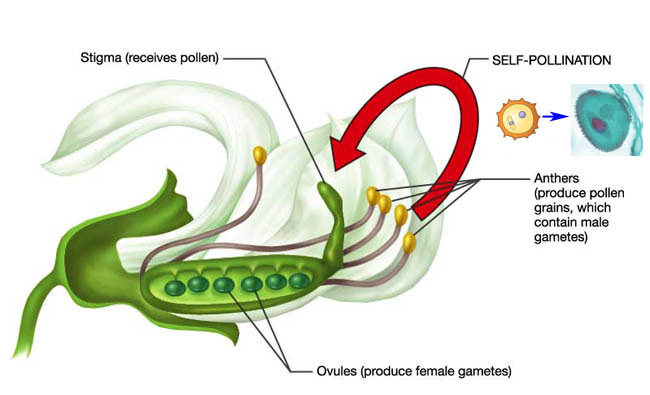 Stigma (receives pollen)
SELF-POLLINATION
Anthers
(produce pollen
grains, which
contain male
gametes)
Ovules (produce female gametes)